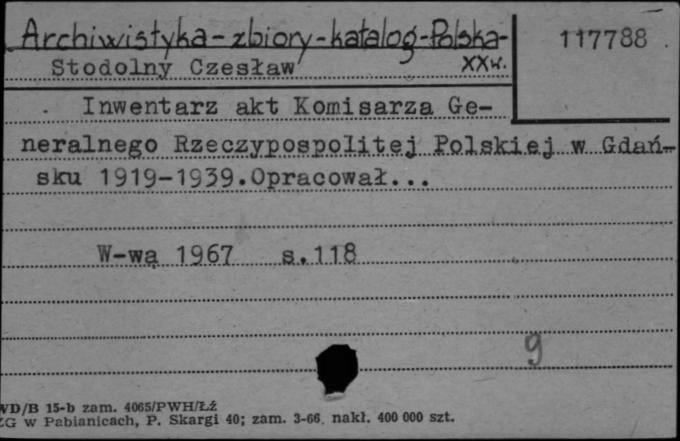 Archiwistyka-zbiory-katalog-Polska-XXw.
117788.
Stodolny Czesław
Inwentarz akt Komisarza Ge-
neralnego Rzeczypospolitej Polskiej w Gdań-
sku 1919-1939.Opracował...
W-wą 1967 s.118
9
WD/B 15-b zam. 4065/PWH/Łź
ZG w Pabianicach, P. Skargi 40; zam. 3-66. nakł. 400 000 szt.